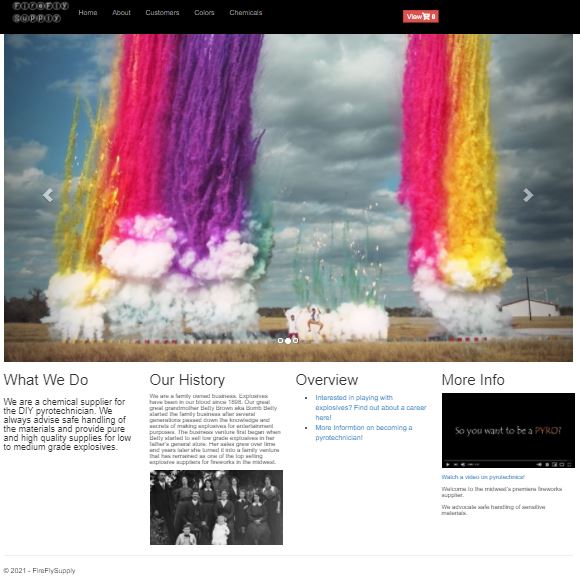 FireFly
Supply
Home About Customers Colors Chemicals
View 0
What We Do
We are a chemical supplier for
the DIY pyrotechnician. We
always advise safe handling of
the materials and provide pure
and high quality supplies for low
to medium grade explosives.
Our History
We are a family owned business. Explosives
have been in our blood since 1898. Our great
great grandmother Betty Brown aka Bomb Betty
started the family business after several
generations passed down the knowledge and
secrets of making explosives for entertainment
purposes. The business venture first began when
Betty started to sell low grade explosives in her
father's general store. Her sales grew over time
and years later she turned it into a family venture
that has remained as one of the top selling
explosive suppliers for fireworks in the midwest.
Overview
Interested in playing with
explosives? Find out about a career
here!
More Informtion on becoming a
pyrotechnician!
More Info
So you want to be a PYRO?
Watch a video on pyrotechnics!
Welcome to the midwest's premiere fireworks
supplier.
We advocate safe handling of sensitive
materials.
© 2021 - FireFlySupply